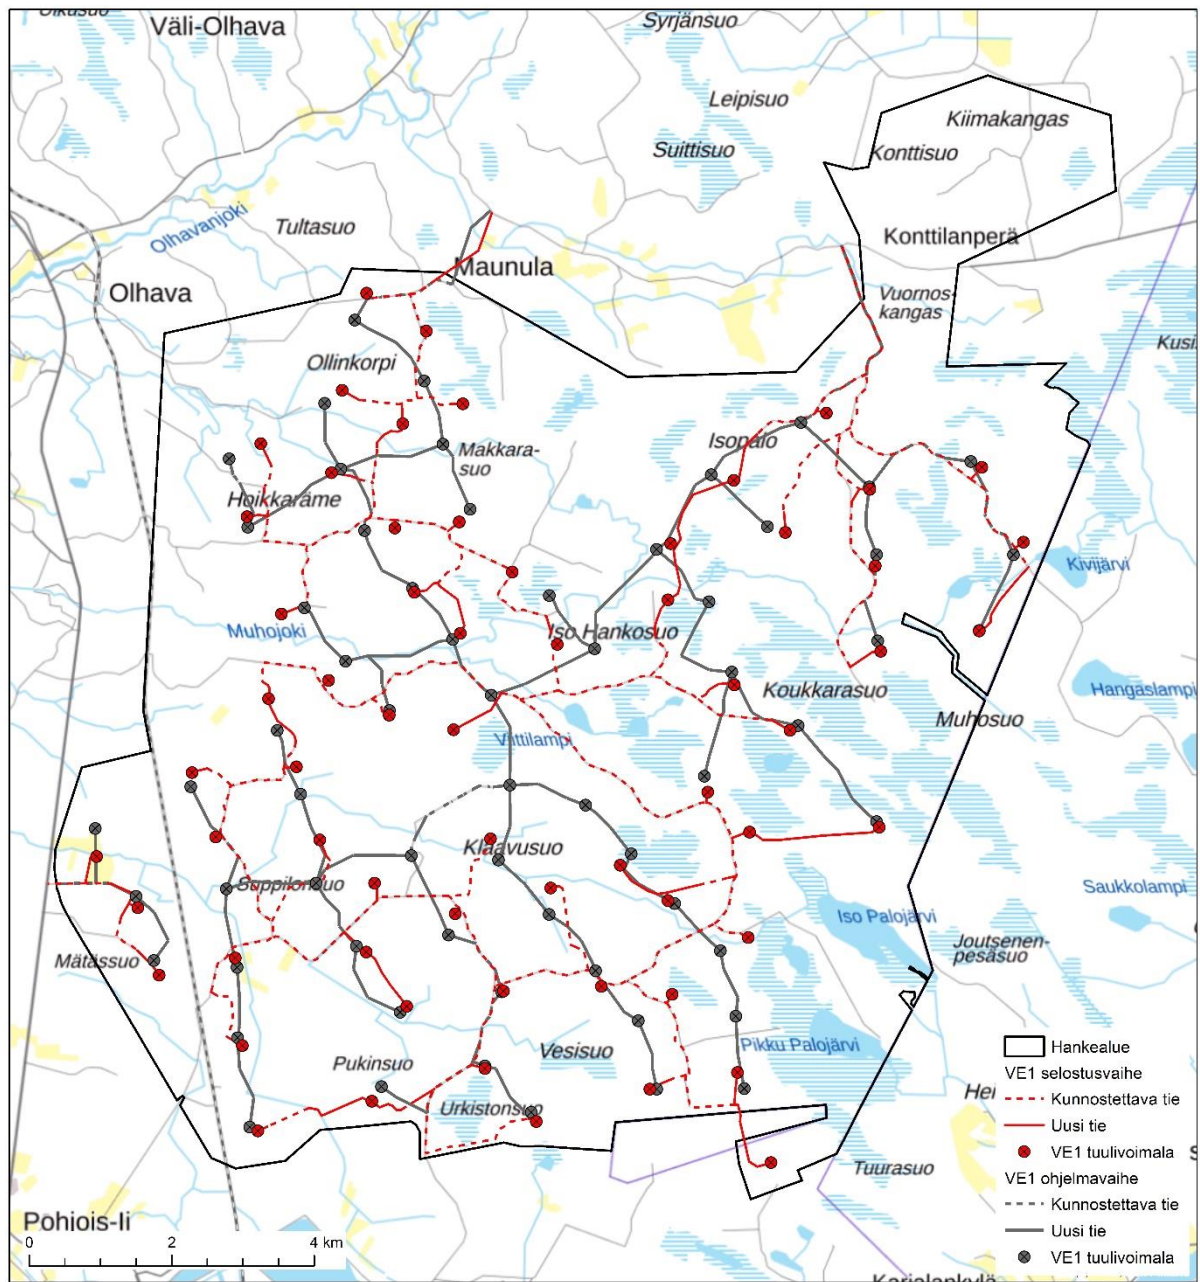 Väli-Olhava
Syrjänsuo
Leipisuo
Kiimakangas
Suittisuo
Konttisuo
Olhavanjoki
Tultasuo
Konttilanperä
Maunula
Olhava
Vuornos-
kangas
Ollinkorpi
Isopalo
Makkara-
suo
Hoikkaräme
Kivijärvi
Muhojoki
Iso Hankosuo
Koukkarasuo
Hangaslampi
Muhosuo
Vittilampi
Klaavusuo
Suppilonsuo
Saukkolampi
Iso Palojärvi
Joutsenen-
pesäsuo
Mätässuo
Pukinsuo
Vesisuo
Pikku Palojärvi
Urkistonsuo
Tuurasuo
Hankealue
VE1 selostusvaihe
Kunnostettava tie
Uusi tie
VE1 tuulivoimala
VE1 ohjelmavaihe
Kunnostettava tie
Uusi tie
VE1 tuulivoimala
Pohjois-Ii
0 2 4 km